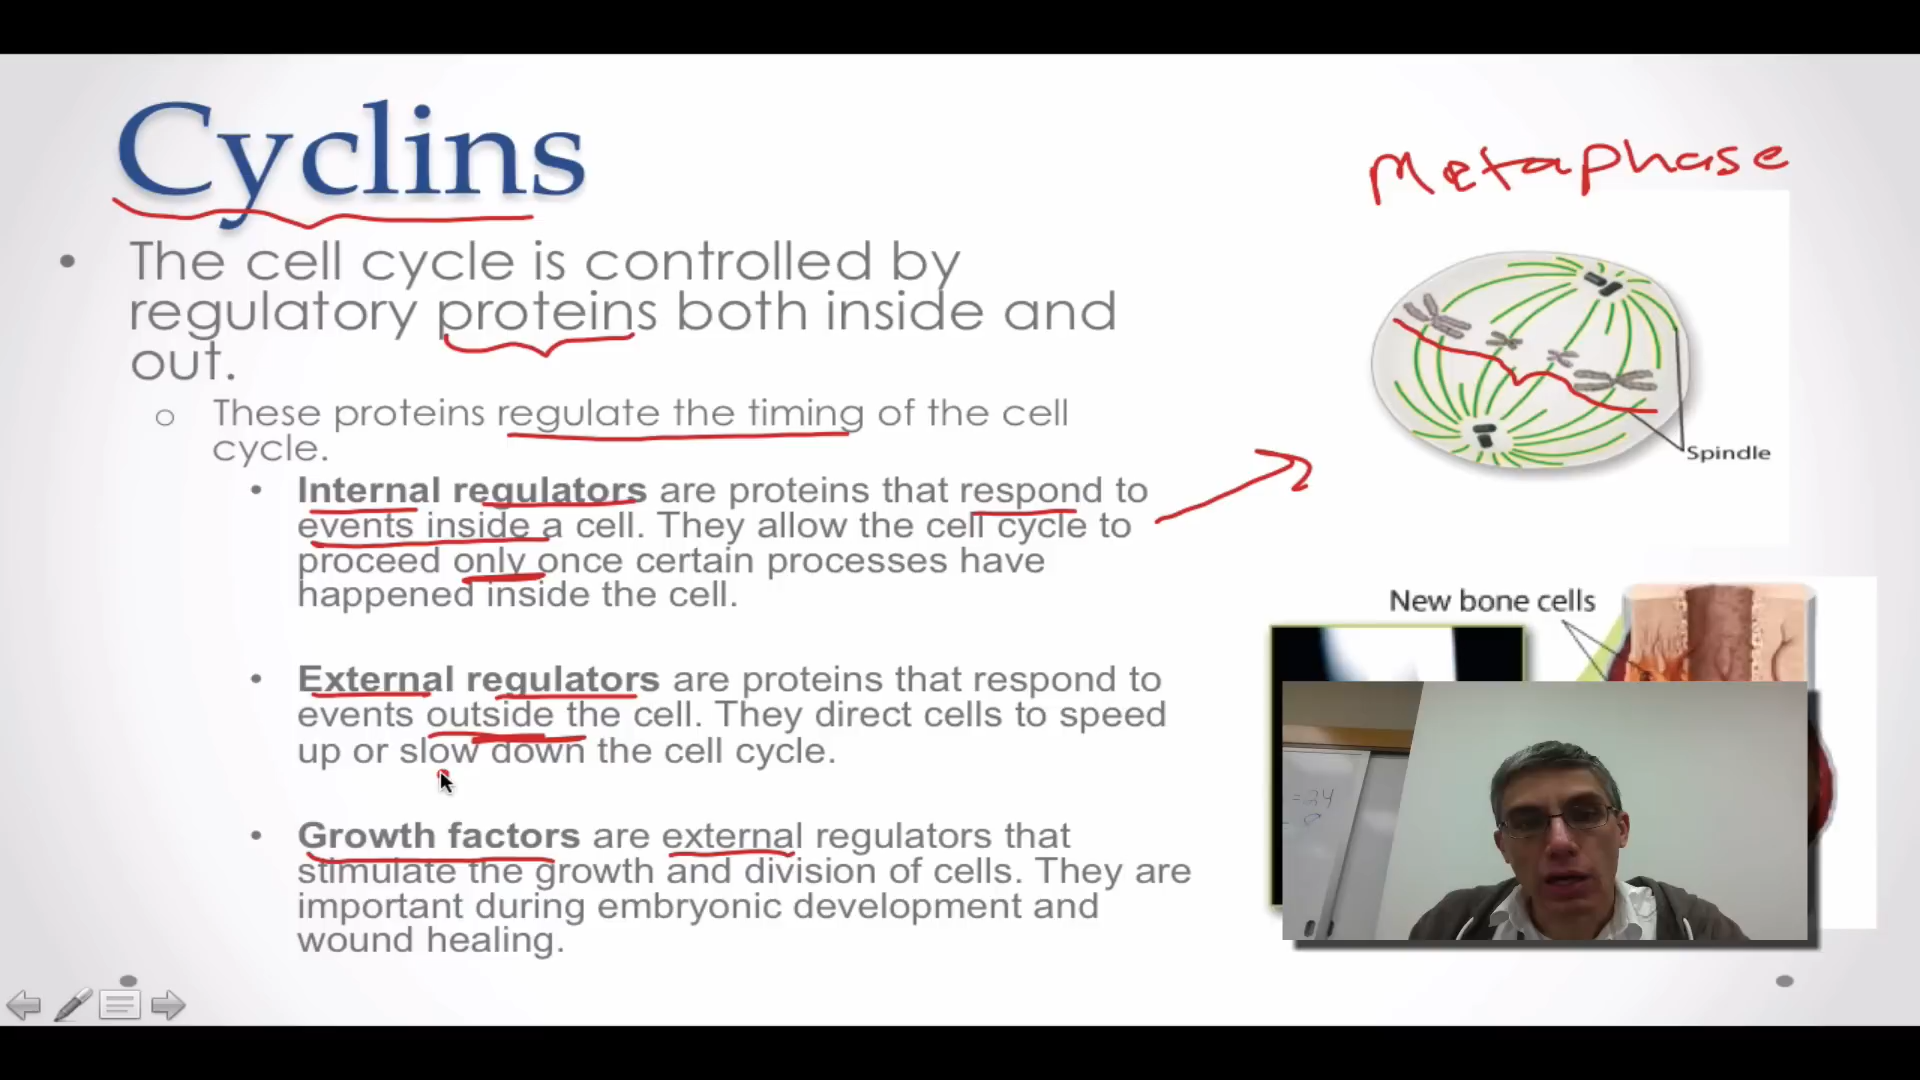 Cyclins
Metaphase
• The cell cycle is controlled by
regulatory proteins both inside and
out.
o These proteins regulate the timing of the cell
cycle.
• Internal regulators are proteins that respond to
events inside a cell. They allow the cell cycle to
proceed only once certain processes have
happened inside the cell.
Spindle
• External regulators are proteins that respond to
events outside the cell. They direct cells to speed
up or slow down the cell cycle.
• Growth factors are external regulators that
stimulate the growth and division of cells. They are
important during embryonic development and
wound healing.
New bone cells
= 24